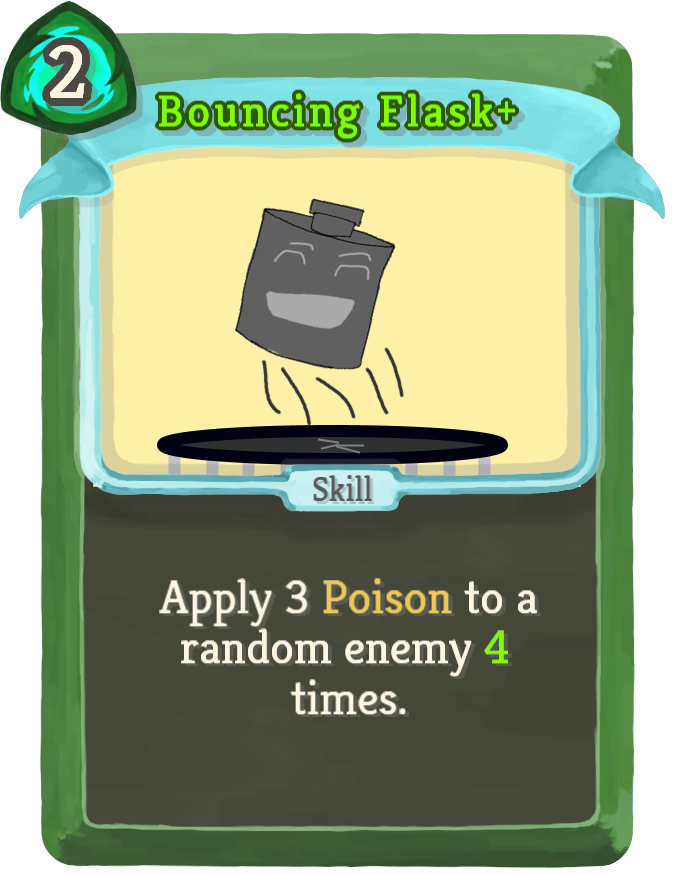 2
Bouncing Flask+
Skill
Apply 3 Poison to a
random enemy 4
times.